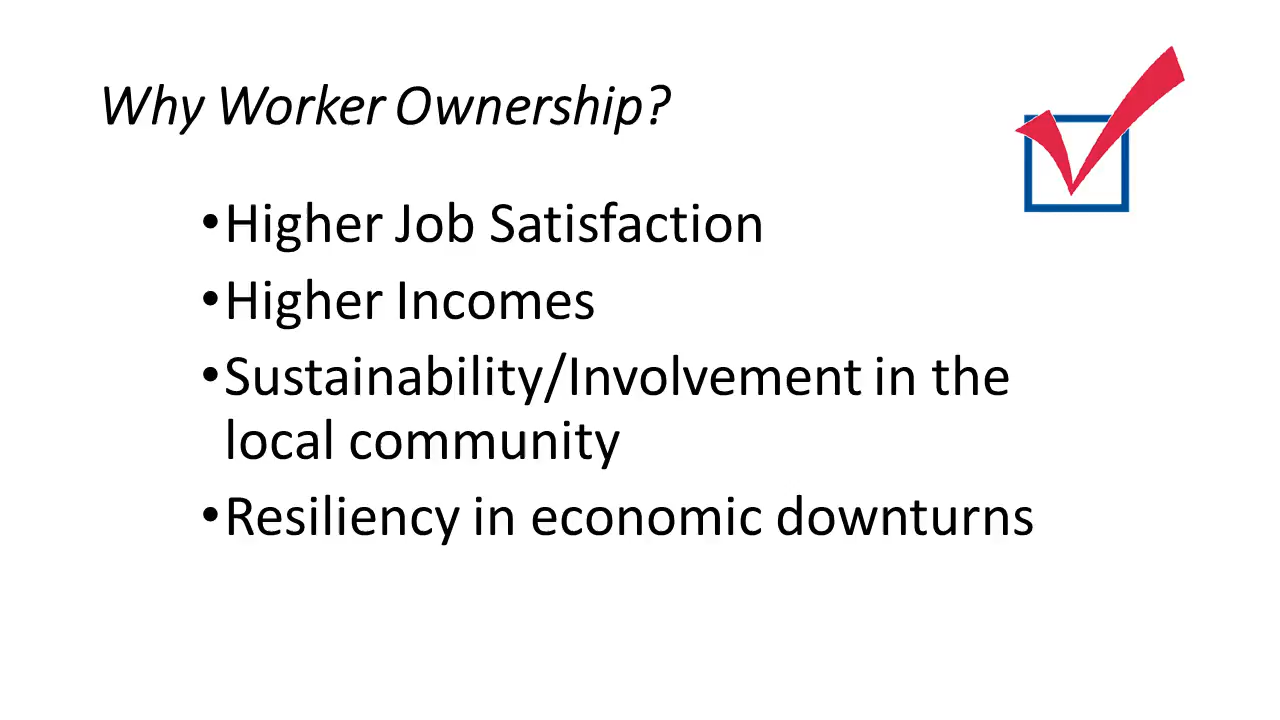 Why Worker Ownership?
•Higher Job Satisfaction
•Higher Incomes
•Sustainability/Involvement in the
local community
•Resiliency in economic downturns